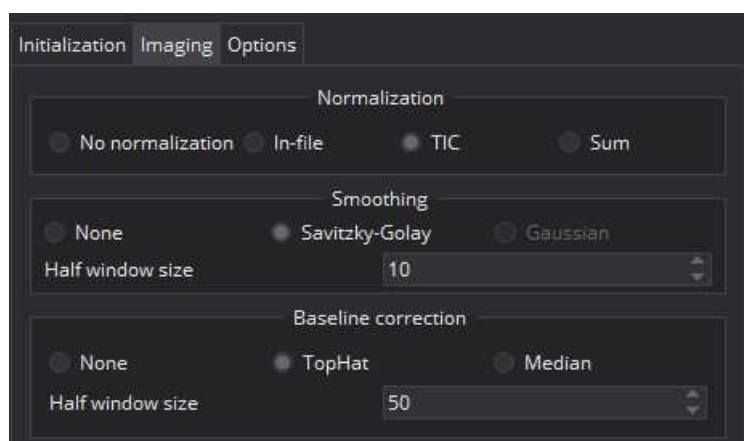 Initialization Imaging Options
Normalization
No normalization In-file TIC Sum
Smoothing
None Savitzky-Golay Gaussian
Half window size 10
Baseline correction
None TopHat Median
Half window size 50